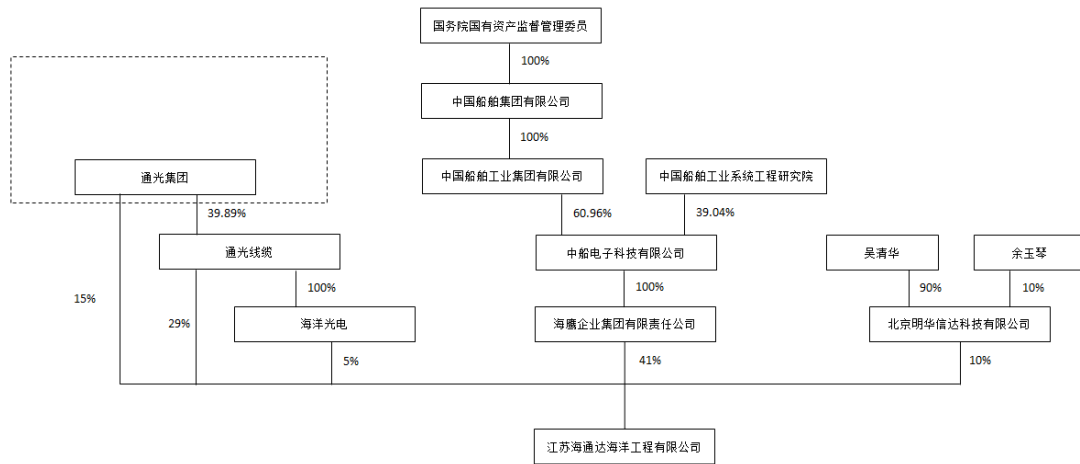 国务院国有资产监督管理委员
100%
中国船舶集团有限公司
100%
通光集团
中国船舶工业集团有限公司
中国船舶工业系统工程研究院
39.89%
60.96%
39.04%
通光线缆
中船电子科技有限公司
吴清华
余玉琴
15%
29%
100%
100%
90%
10%
海洋光电
海鹰企业集团有限责任公司
北京明华信达科技有限公司
5%
41%
10%
江苏海通达海洋工程有限公司